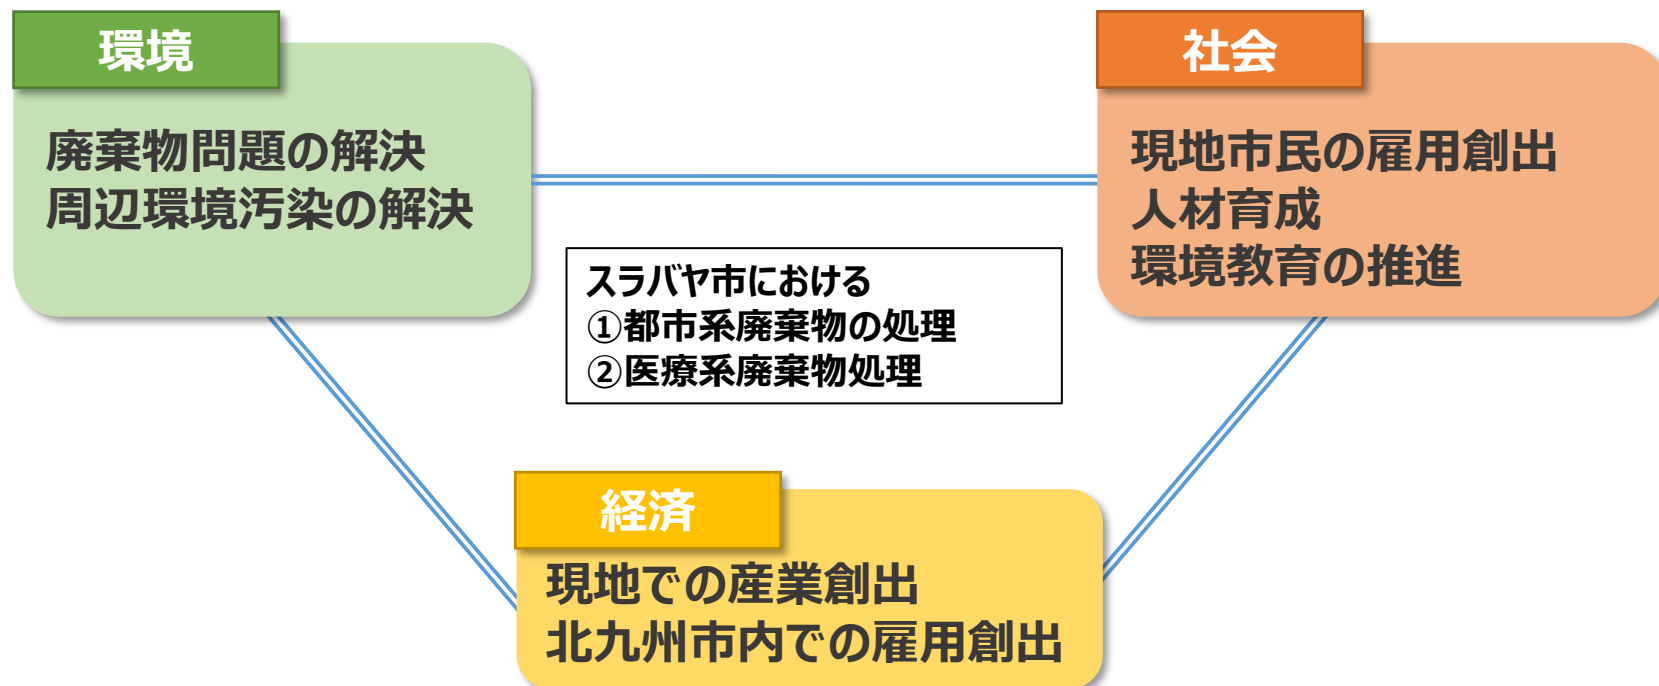 環境
廃棄物問題の解決
周辺環境汚染の解決
社会
現地市民の雇用創出
人材育成
環境教育の推進
スラバヤ市における
①都市系廃棄物の処理
②医療系廃棄物処理
経済
現地での産業創出
北九州市内での雇用創出